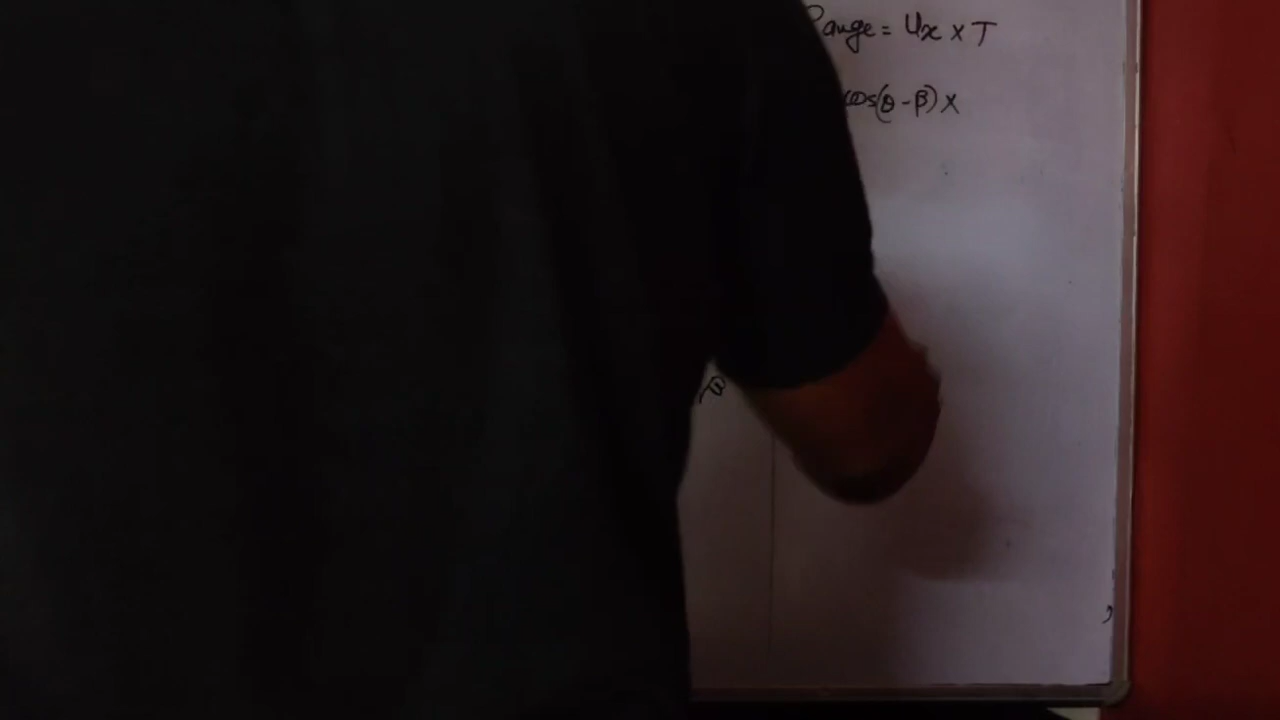 Range = Ux x T
cos(θ - β) x